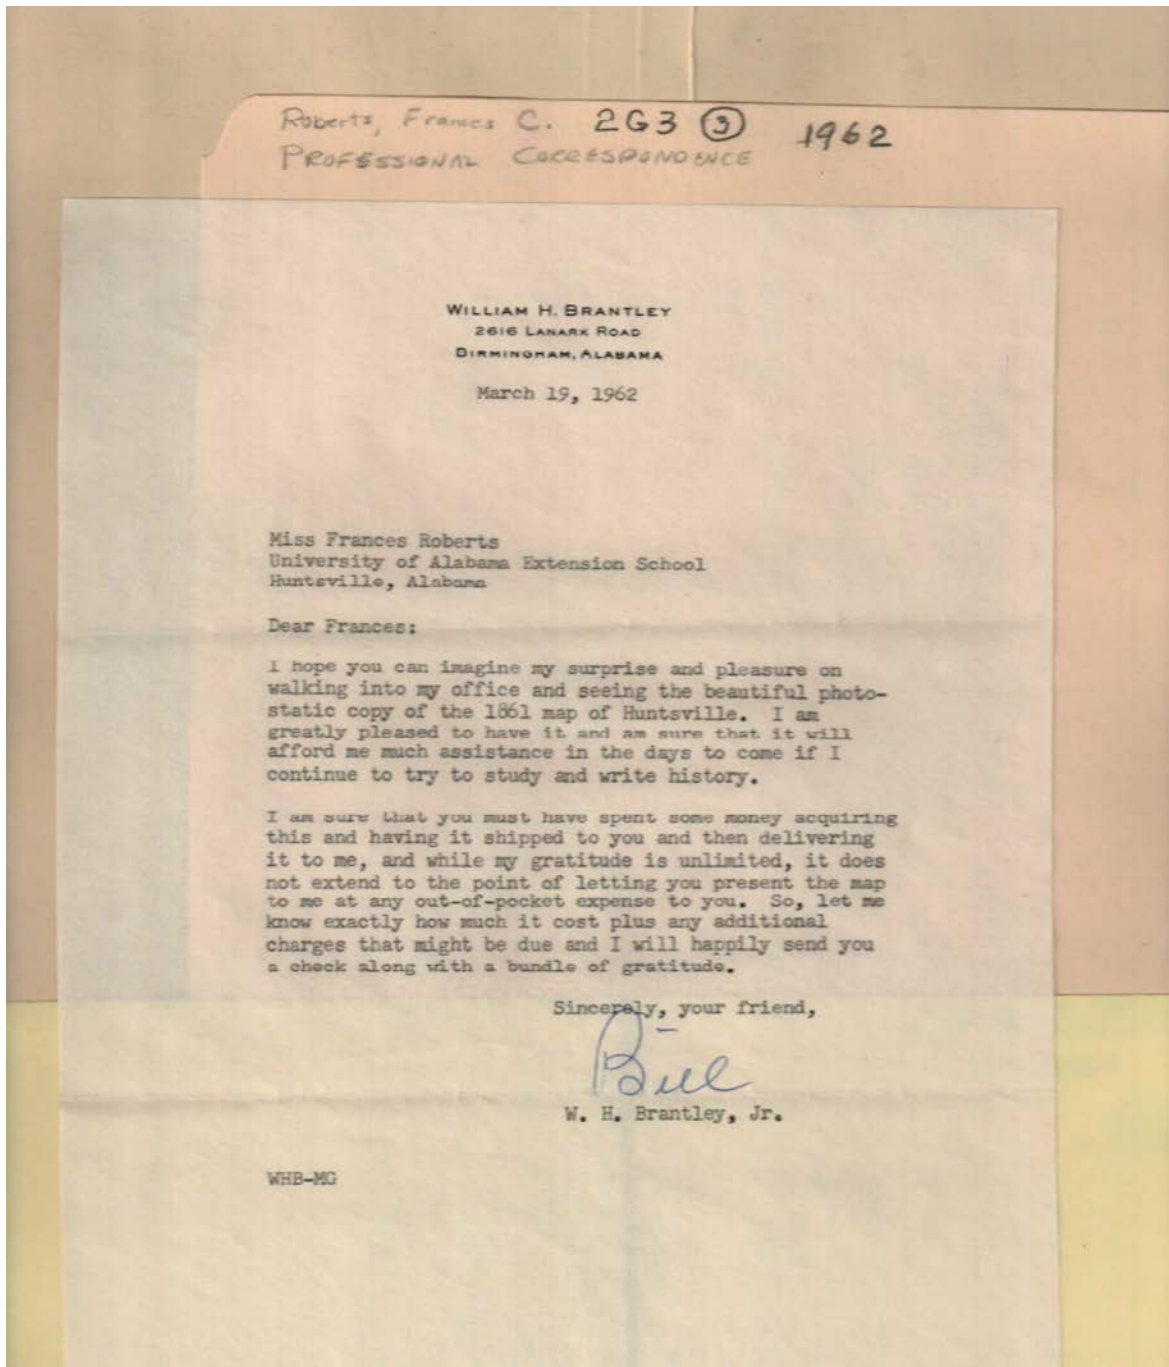 Roberts, Frances C. 2G3 ③ 1962
PROFESSIONAL CORRESPONDENCE
WILLIAM H. BRANTLEY
2616 LANARK ROAD
BIRMINGHAM, ALABAMA
March 19, 1962
Miss Frances Roberts
University of Alabama Extension School
Huntsville, Alabama
Dear Frances:
I hope you can imagine my surprise and pleasure on
walking into my office and seeing the beautiful photo-
static copy of the 1861 map of Huntsville. I am
greatly pleased to have it and am sure that it will
afford me much assistance in the days to come if I
continue to try to study and write history.
I am sure that you must have spent some money acquiring
this and having it shipped to you and then delivering
it to me, and while my gratitude is unlimited, it does
not extend to the point of letting you present the map
to me at any out-of-pocket expense to you. So, let me
know exactly how much it cost plus any additional
charges that might be due and I will happily send you
a check along with a bundle of gratitude.
Sincerely, your friend,
Bill
W. H. Brantley, Jr.
WHB-MG